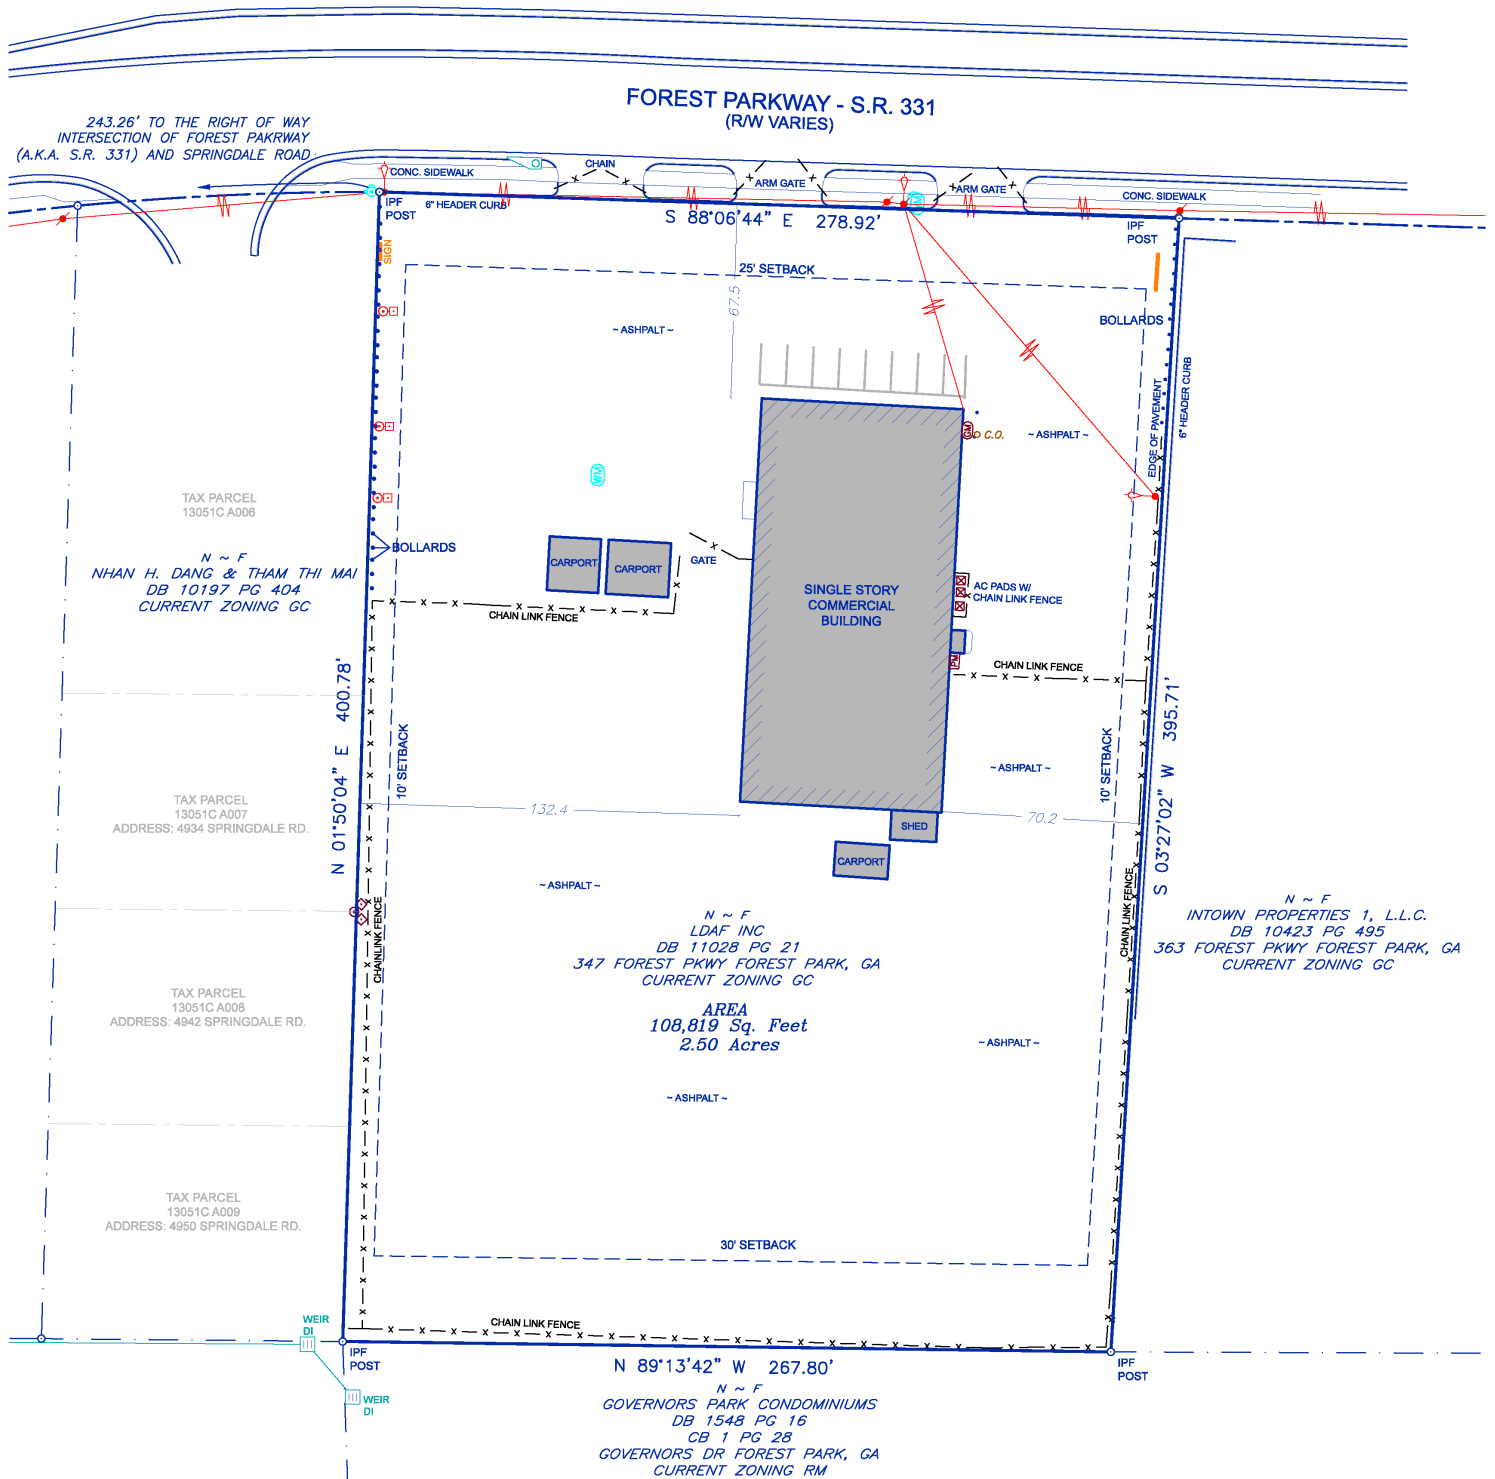 FOREST PARKWAY - S.R. 331
(R/W VARIES)
243.26' TO THE RIGHT OF WAY
INTERSECTION OF FOREST PAKRWAY
(A.K.A. S.R. 331) AND SPRINGDALE ROAD
CONC. SIDEWALK
CHAIN
ARM GATE
ARM GATE
CONC. SIDEWALK
IPF
POST
6" HEADER CURB
WM
S 88°06'44" E 278.92'
IPF
POST
SIGN
25' SETBACK
67.5
~ ASHPALT ~
BOLLARDS
EDGE OF PAVEMENT
6" HEADER CURB
GM
C.O.
~ ASHPALT ~
WM
TAX PARCEL
13051C A006
N ~ F
NHAN H. DANG & THAM THI MAI
DB 10197 PG 404
CURRENT ZONING GC
BOLLARDS
CARPORT
CARPORT
GATE
CHAIN LINK FENCE
SINGLE STORY
COMMERCIAL
BUILDING
AC PADS W/
CHAIN LINK FENCE
PM
CHAIN LINK FENCE
N 01°50'04" E 400.78'
10' SETBACK
10' SETBACK
S 03°27'02" W 395.71'
~ ASHPALT ~
TAX PARCEL
13051C A007
ADDRESS: 4934 SPRINGDALE RD.
132.4
70.2
SHED
CARPORT
~ ASHPALT ~
CHAINLINK FENCE
CHAIN LINK FENCE
N ~ F
LDAF INC
DB 11028 PG 21
347 FOREST PKWY FOREST PARK, GA
CURRENT ZONING GC
N ~ F
INTOWN PROPERTIES 1, L.L.C.
DB 10423 PG 495
363 FOREST PKWY FOREST PARK, GA
CURRENT ZONING GC
AREA
108,819 Sq. Feet
2.50 Acres
TAX PARCEL
13051C A008
ADDRESS: 4942 SPRINGDALE RD.
~ ASHPALT ~
~ ASHPALT ~
TAX PARCEL
13051C A009
ADDRESS: 4950 SPRINGDALE RD.
30' SETBACK
WEIR
DI
CHAIN LINK FENCE
IPF
POST
N 89°13'42" W 267.80'
IPF
POST
WEIR
DI
N ~ F
GOVERNORS PARK CONDOMINIUMS
DB 1548 PG 16
CB 1 PG 28
GOVERNORS DR FOREST PARK, GA
CURRENT ZONING RM